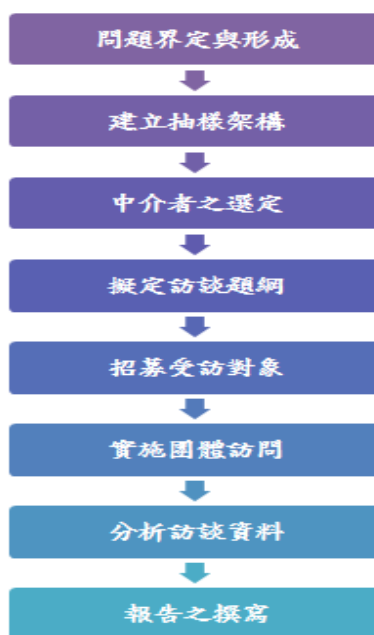 問題界定與形成
建立抽樣架構
中介者之選定
擬定訪談題綱
招募受訪對象
實施團體訪問
分析訪談資料
報告之撰寫